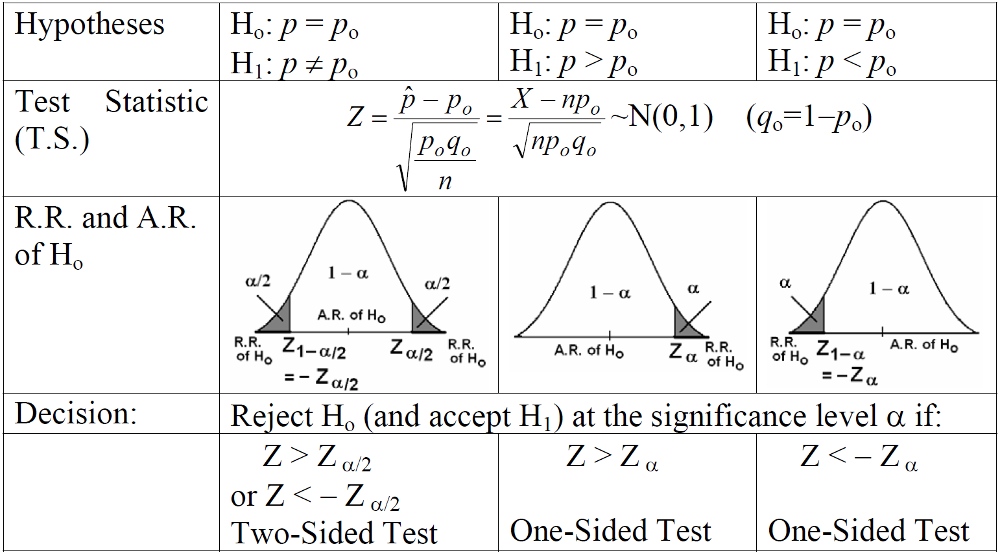 Hypotheses
Hₒ: p = pₒ
H₁: p ≠ pₒ
Hₒ: p = pₒ
H₁: p > pₒ
Hₒ: p = pₒ
H₁: p < pₒ
Test Statistic
(T.S.)
Z = (p̂ − pₒ) / √(pₒqₒ / n) = (X − npₒ) / √(npₒqₒ) ~N(0,1) (qₒ=1–pₒ)
R.R. and A.R.
of Hₒ
1 – α
α/2
α/2
A.R. of Hₒ
R.R.
of Hₒ
Z₁₋α/₂
= – Zα/₂
Zα/₂
R.R.
of Hₒ
1 – α
α
A.R. of Hₒ
Zα
R.R.
of Hₒ
α
1 – α
R.R.
of Hₒ
Z₁₋α
= –Zα
A.R. of Hₒ
Decision:
Reject Hₒ (and accept H₁) at the significance level α if:
Z > Z α/2
or Z < – Z α/2
Two-Sided Test
Z > Z α
One-Sided Test
Z < – Z α
One-Sided Test